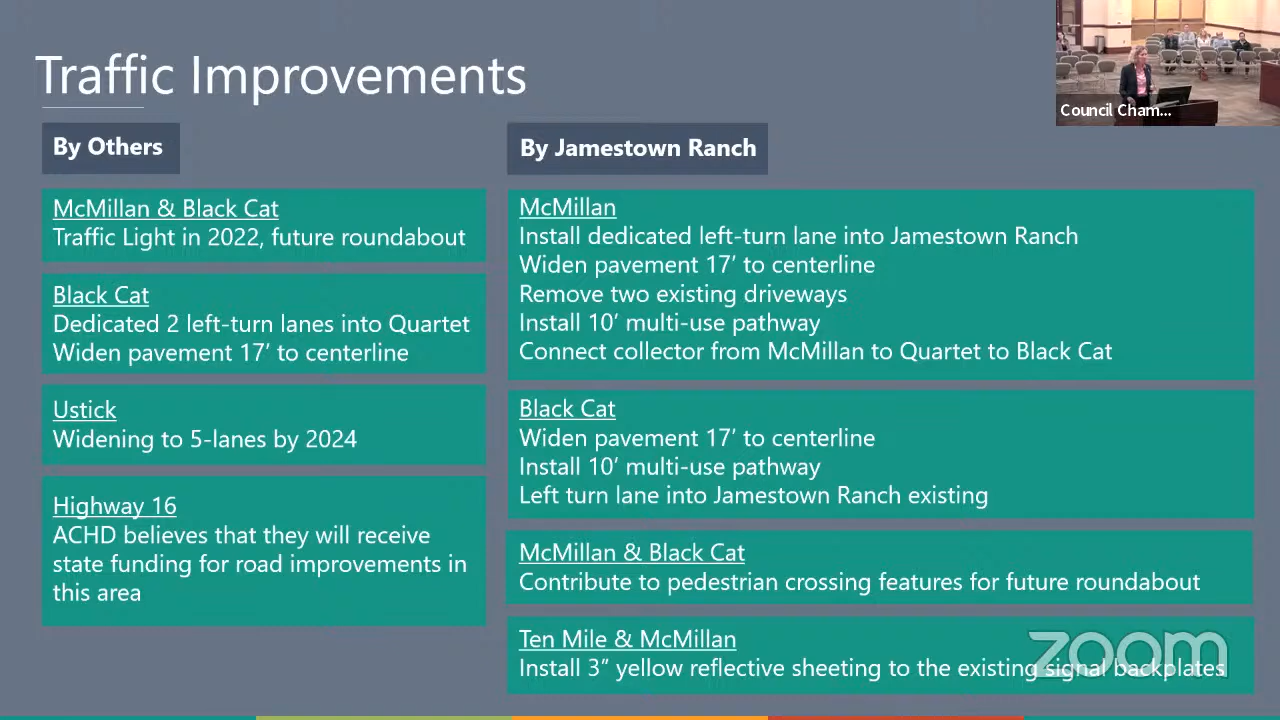 Traffic Improvements
By Others
McMillan & Black Cat
Traffic Light in 2022, future roundabout
Black Cat
Dedicated 2 left-turn lanes into Quartet
Widen pavement 17' to centerline
Ustick
Widening to 5-lanes by 2024
Highway 16
ACHD believes that they will receive
state funding for road improvements in
this area
By Jamestown Ranch
McMillan
Install dedicated left-turn lane into Jamestown Ranch
Widen pavement 17' to centerline
Remove two existing driveways
Install 10' multi-use pathway
Connect collector from McMillan to Quartet to Black Cat
Black Cat
Widen pavement 17' to centerline
Install 10' multi-use pathway
Left turn lane into Jamestown Ranch existing
McMillan & Black Cat
Contribute to pedestrian crossing features for future roundabout
Ten Mile & McMillan
Install 3" yellow reflective sheeting to the existing signal backplates
Council Cham...
zoom